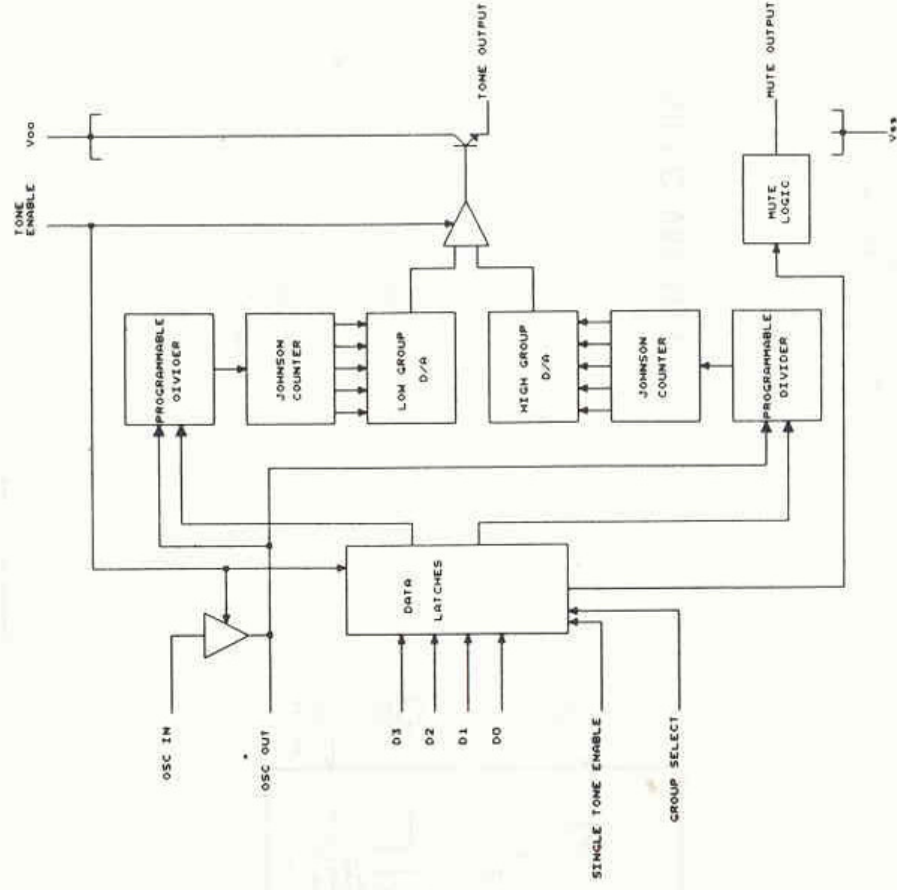 OSC IN
OSC OUT
D3
D2
D1
D0
SINGLE TONE ENABLE
GROUP SELECT
DATA
LATCHES
PROGRAMMABLE
DIVIDER
JOHNSON
COUNTER
LOW GROUP
D/A
HIGH GROUP
D/A
JOHNSON
COUNTER
PROGRAMMABLE
DIVIDER
TONE
ENABLE
VDD
TONE OUTPUT
MUTE
LOGIC
MUTE OUTPUT
VSS